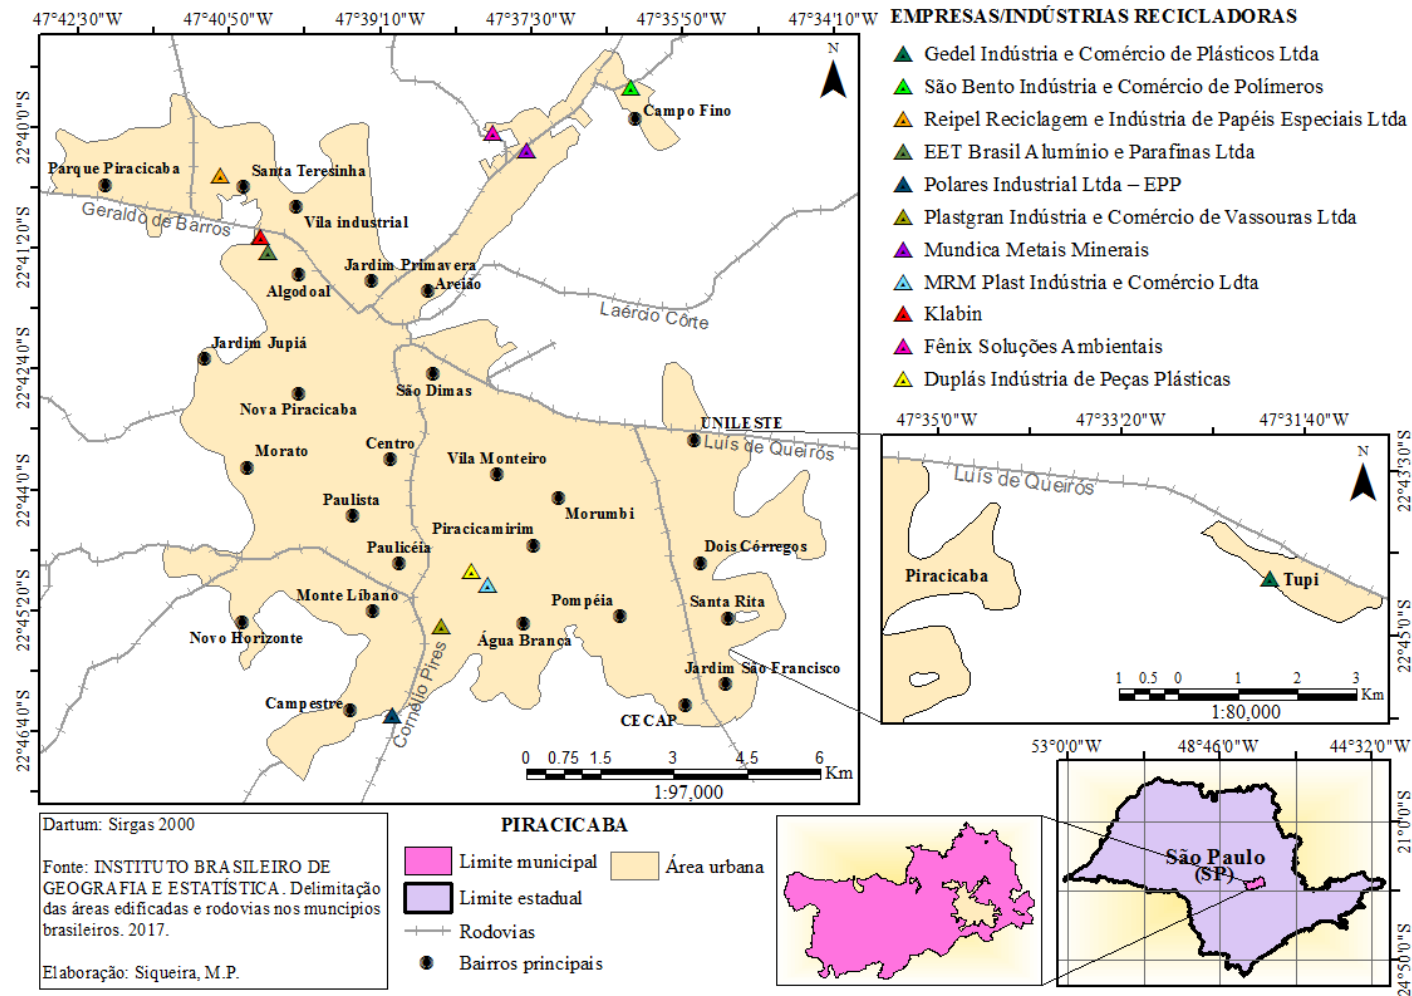 47°42'30"W 47°40'50"W 47°39'10"W 47°37'30"W 47°35'50"W 47°34'10"W
22°40'0"S
22°41'20"S
22°42'40"S
22°44'0"S
22°45'20"S
22°46'40"S
N
Campo Fino
Parque Piracicaba
Santa Teresinha
Geraldo de Barros
Vila industrial
Jardim Primavera
Algodoal
Areião
Laércio Côrte
Jardim Jupiá
São Dimas
Nova Piracicaba
UNILESTE
Luís de Queirós
Centro
Morato
Vila Monteiro
Paulista
Morumbi
Piracicamirim
Paulicéia
Dois Córregos
Monte Líbano
Pompéia
Santa Rita
Novo Horizonte
Água Branca
Cornélio Pires
Jardim São Francisco
Campestre
CECAP
0 0.75 1.5 3 4.5 6
Km
1:97,000
EMPRESAS/INDÚSTRIAS RECICLADORAS
Gedel Indústria e Comércio de Plásticos Ltda
São Bento Indústria e Comércio de Polímeros
Reipel Reciclagem e Indústria de Papéis Especiais Ltda
EET Brasil Alumínio e Parafinas Ltda
Polares Industrial Ltda – EPP
Plastgran Indústria e Comércio de Vassouras Ltda
Mundica Metais Minerais
MRM Plast Indústria e Comércio Ldta
Klabin
Fênix Soluções Ambientais
Duplás Indústria de Peças Plásticas
47°35'0"W 47°33'20"W 47°31'40"W
22°43'30"S
22°45'0"S
N
Luís de Queirós
Piracicaba
Tupi
1 0.5 0 1 2 3
Km
1:80,000
53°0'0"W 48°46'0"W 44°32'0"W
21°0'0"S
24°50'0"S
São Paulo
(SP)
Dartum: Sirgas 2000
Fonte: INSTITUTO BRASILEIRO DE
GEOGRAFIA E ESTATÍSTICA. Delimitação
das áreas edificadas e rodovias nos muncípios
brasileiros. 2017.
Elaboração: Siqueira, M.P.
PIRACICABA
Limite municipal
Área urbana
Limite estadual
Rodovias
Bairros principais